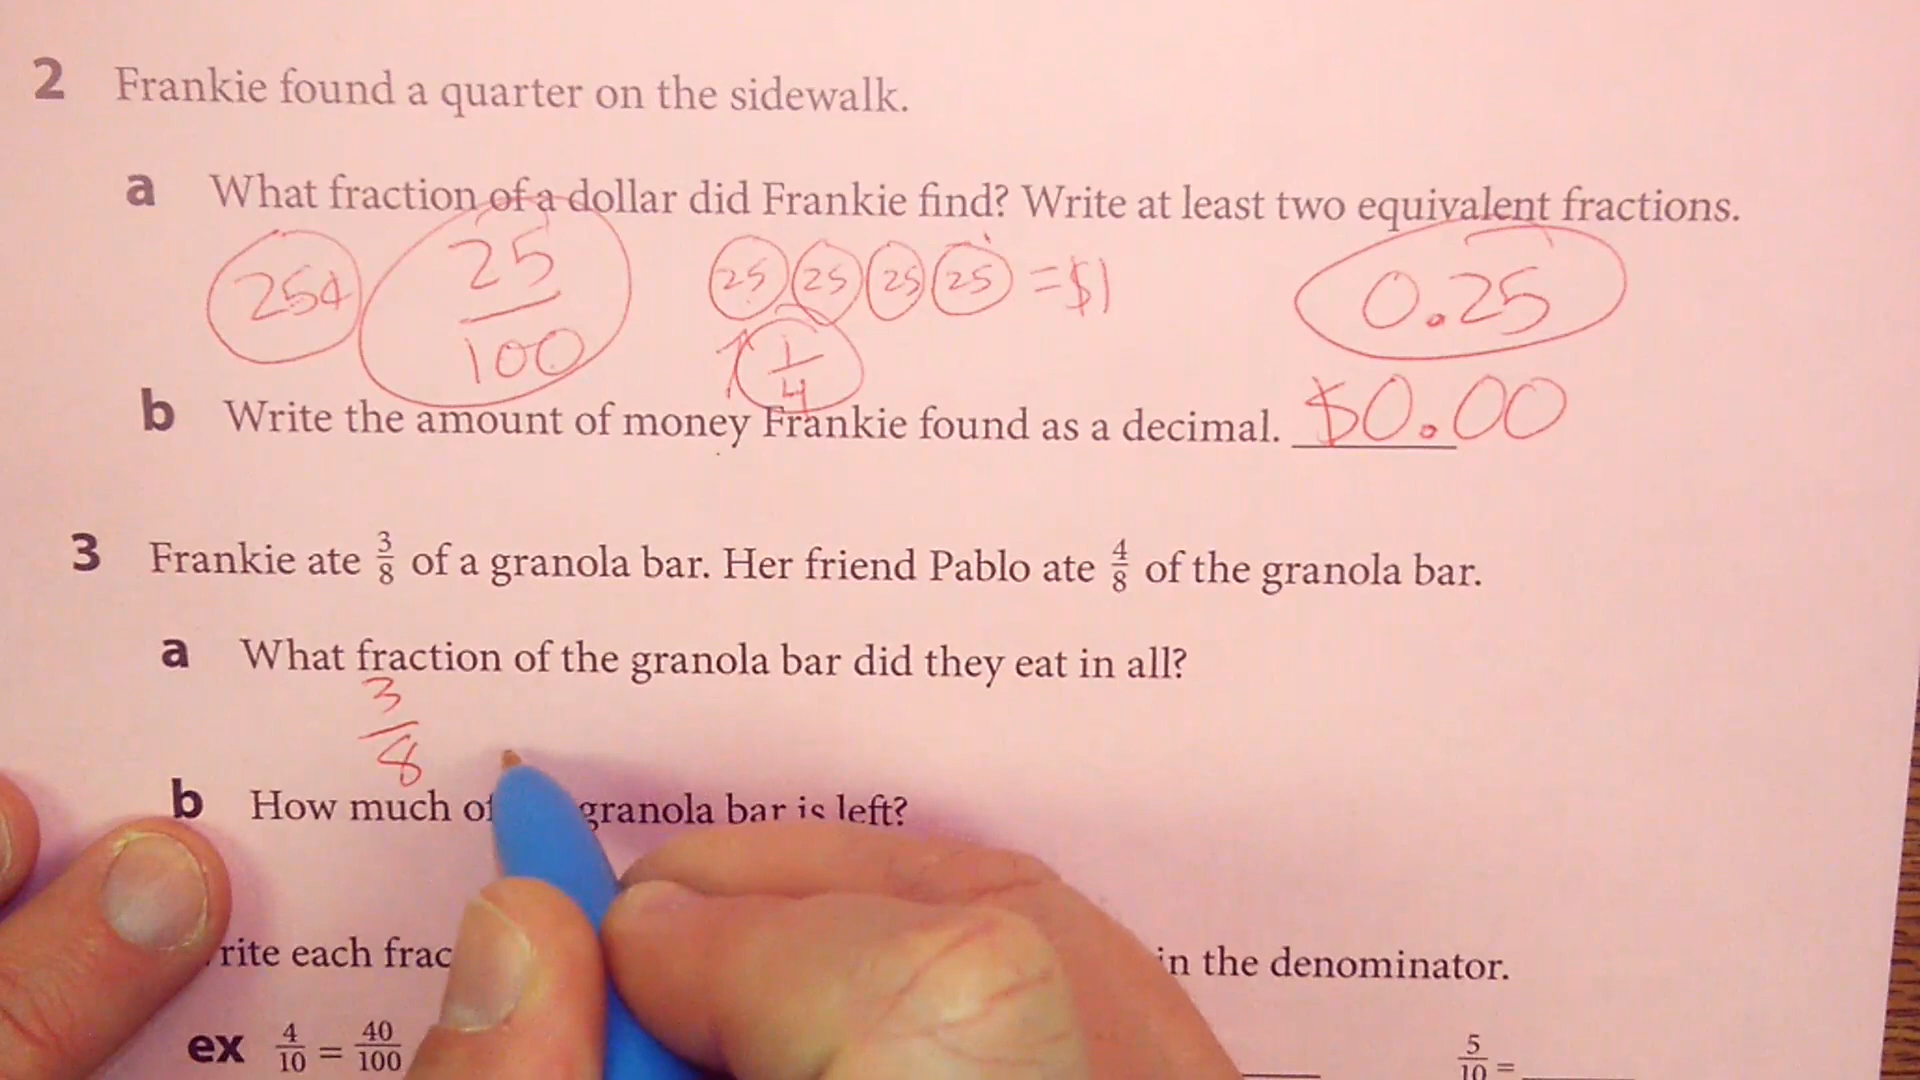 2 Frankie found a quarter on the sidewalk.
a What fraction of a dollar did Frankie find? Write at least two equivalent fractions.
25¢ 25/100 25 25 25 25 = $1 0.25
1/4
b Write the amount of money Frankie found as a decimal. $0.00
3 Frankie ate 3/8 of a granola bar. Her friend Pablo ate 4/8 of the granola bar.
a What fraction of the granola bar did they eat in all?
3/8
b How much of granola bar is left?
rite each frac in the denominator.
ex 4/10 = 40/100 5/10 =